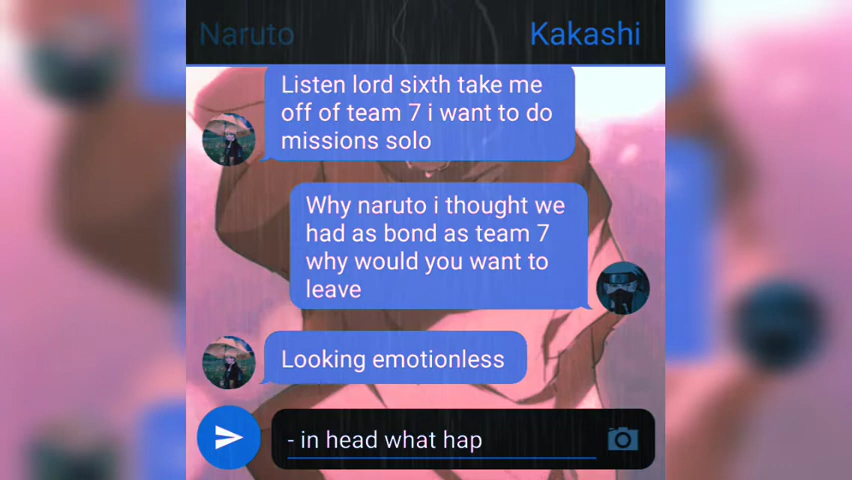 Naruto Kakashi
Listen lord sixth take me
off of team 7 i want to do
missions solo
Why naruto i thought we
had as bond as team 7
why would you want to
leave
Looking emotionless
- in head what hap